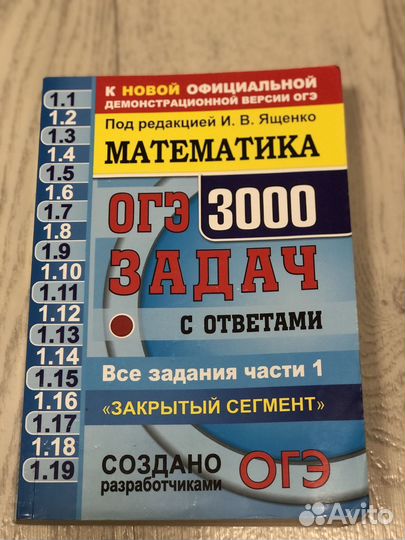 К НОВОЙ ОФИЦИАЛЬНОЙ
ДЕМОНСТРАЦИОННОЙ ВЕРСИИ ОГЭ
Под редакцией И. В. Ященко
МАТЕМАТИКА
ОГЭ 3000
ЗАДАЧ
С ОТВЕТАМИ
Все задания части 1
«ЗАКРЫТЫЙ СЕГМЕНТ»
СОЗДАНО
разработчиками
ОГЭ
1.1
1.2
1.3
1.4
1.5
1.6
1.7
1.8
1.9
1.10
1.11
1.12
1.13
1.14
1.15
1.16
1.17
1.18
1.19
Avito